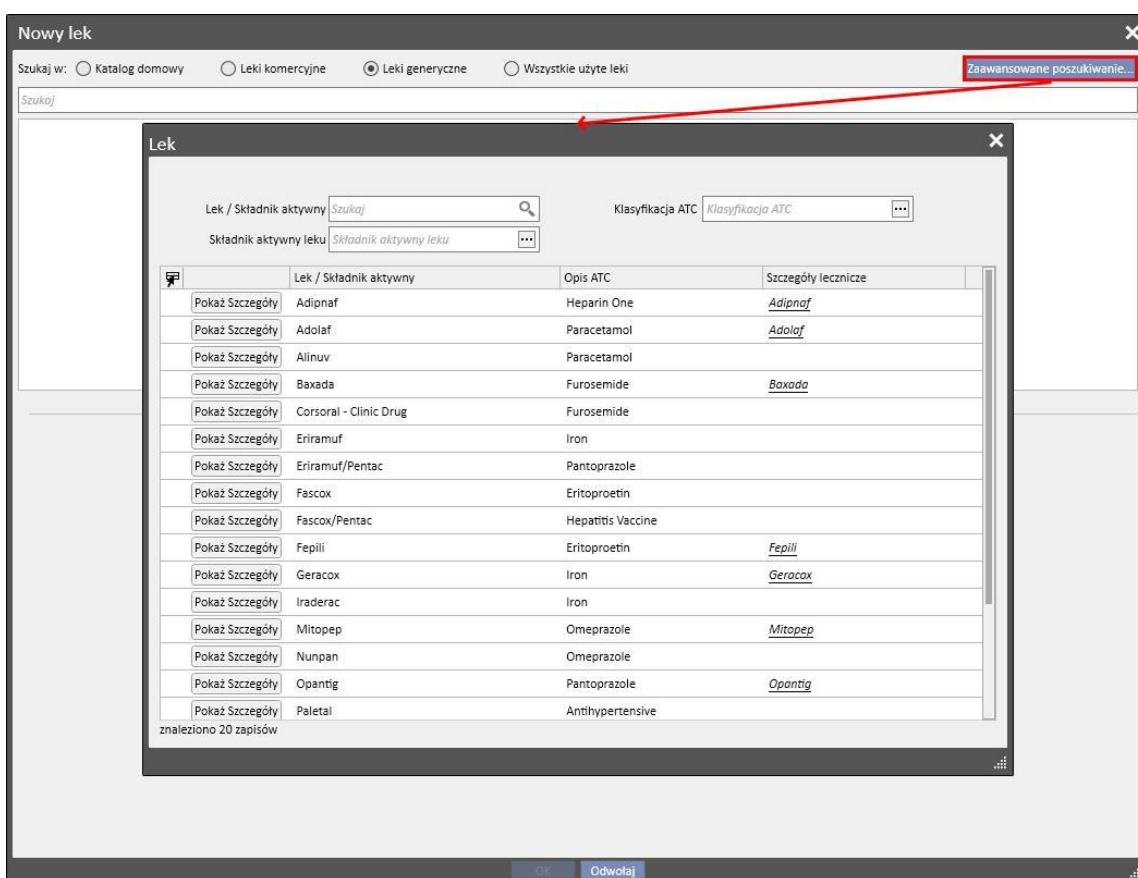 Nowy lek
Szukaj w: Katalog domowy Leki komercyjne Leki generyczne Wszystkie użyte leki Zaawansowane poszukiwanie...
Szukaj
Lek
Lek / Składnik aktywny Szukaj Klasyfikacja ATC Klasyfikacja ATC ...
Składnik aktywny leku Składnik aktywny leku ...
Lek / Składnik aktywny Opis ATC Szczegóły lecznicze
Pokaż Szczegóły Adipnaf Heparin One Adipnaf
Pokaż Szczegóły Adolaf Paracetamol Adolaf
Pokaż Szczegóły Alinuv Paracetamol
Pokaż Szczegóły Baxada Furosemide Baxada
Pokaż Szczegóły Corsoral - Clinic Drug Furosemide
Pokaż Szczegóły Eriramuf Iron
Pokaż Szczegóły Eriramuf/Pentac Pantoprazole
Pokaż Szczegóły Fascox Eritoproetin
Pokaż Szczegóły Fascox/Pentac Hepatitis Vaccine
Pokaż Szczegóły Fepili Eritoproetin Fepili
Pokaż Szczegóły Geracox Iron Geracox
Pokaż Szczegóły Iraderac Iron
Pokaż Szczegóły Mitopep Omeprazole Mitopep
Pokaż Szczegóły Nunpan Omeprazole
Pokaż Szczegóły Opantig Pantoprazole Opantig
Pokaż Szczegóły Paletal Antihypertensive
znaleziono 20 zapisów
OK Odwołaj